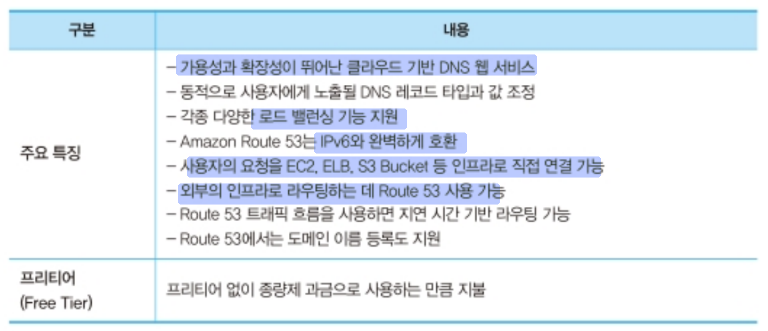 구분 내용
주요 특징
– 가용성과 확장성이 뛰어난 클라우드 기반 DNS 웹 서비스
– 동적으로 사용자에게 노출될 DNS 레코드 타입과 값 조정
– 각종 다양한 로드 밸런싱 기능 지원
– Amazon Route 53는 IPv6와 완벽하게 호환
– 사용자의 요청을 EC2, ELB, S3 Bucket 등 인프라로 직접 연결 가능
– 외부의 인프라로 라우팅하는 데 Route 53 사용 가능
– Route 53 트래픽 흐름을 사용하면 지연 시간 기반 라우팅 가능
– Route 53에서는 도메인 이름 등록도 지원
프리티어
(Free Tier)
프리티어 없이 종량제 과금으로 사용하는 만큼 지불